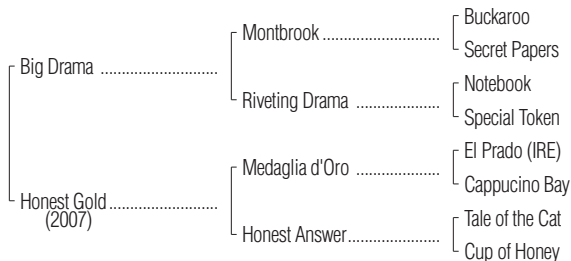 Buckaroo
Montbrook ........................
Secret Papers
Big Drama ........................
Notebook
Riveting Drama .................
Special Token
El Prado (IRE)
Medaglia d'Oro .................
Cappucino Bay
Honest Gold......................
(2007)
Tale of the Cat
Honest Answer...................
Cup of Honey